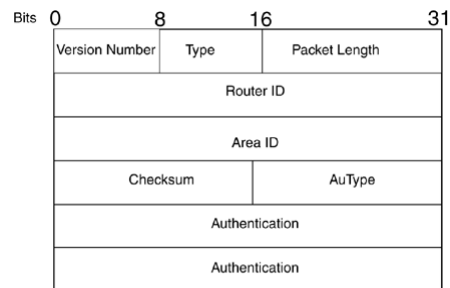 Bits 0 8 16 31
Version Number Type Packet Length
Router ID
Area ID
Checksum AuType
Authentication
Authentication